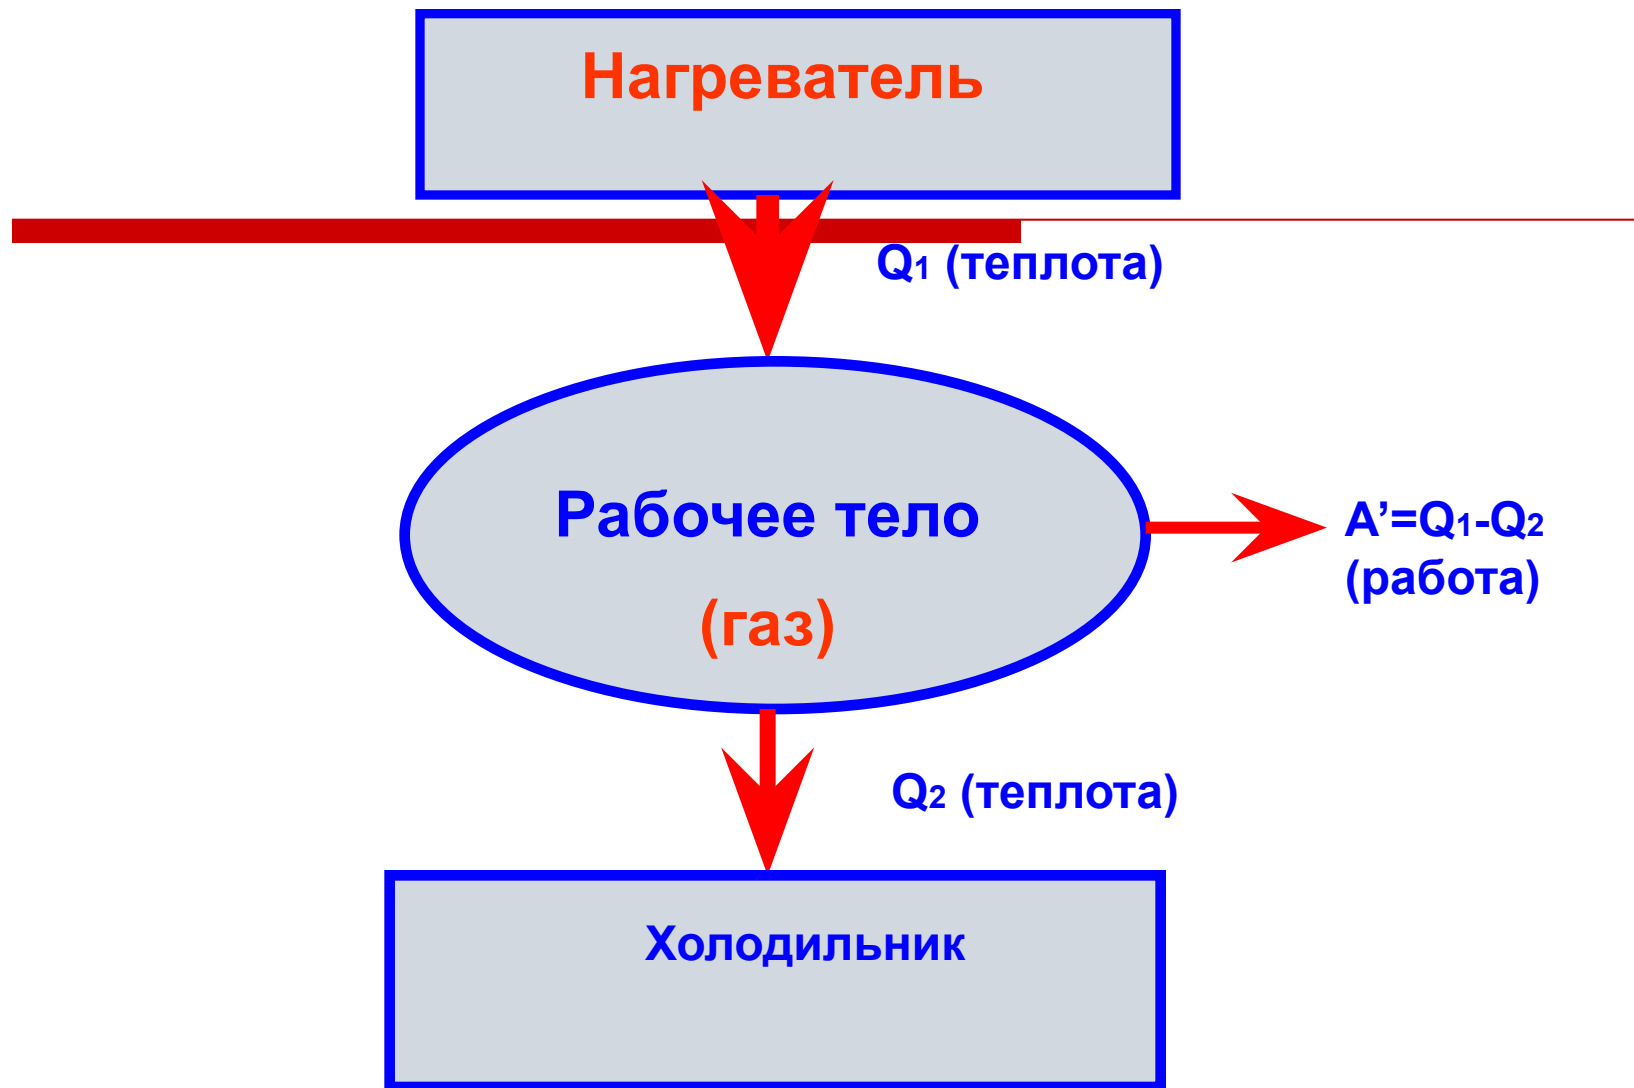 Нагреватель
Q1 (теплота)
Рабочее тело
(газ)
A’=Q1-Q2
(работа)
Q2 (теплота)
Холодильник